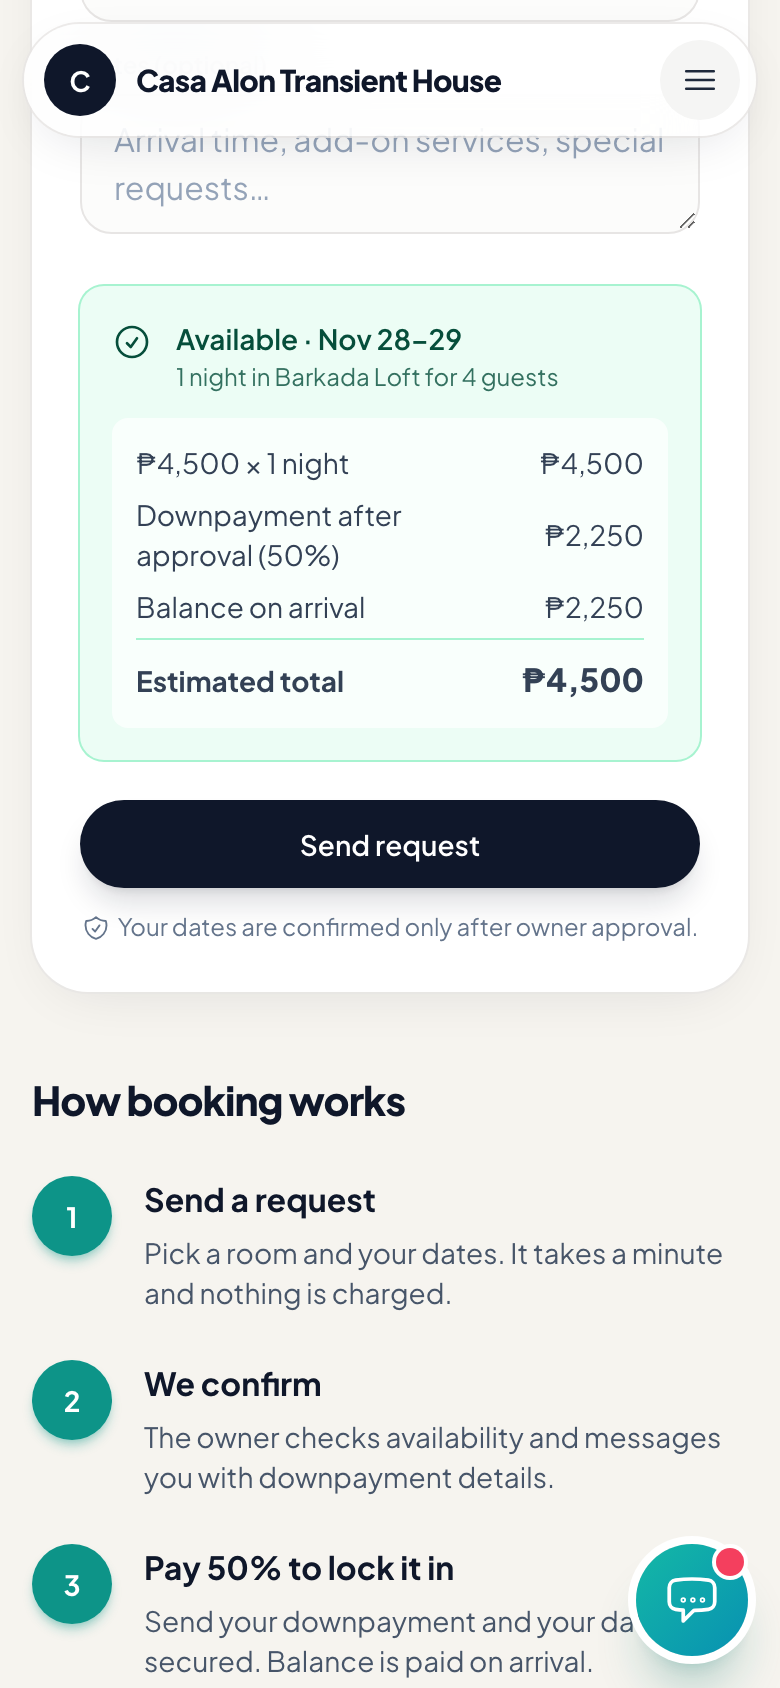 C
Casa Alon Transient House
Arrival time, add-on services, special
requests...
Available · Nov 28–29
1 night in Barkada Loft for 4 guests
₱4,500 × 1 night ₱4,500
Downpayment after
approval (50%) ₱2,250
Balance on arrival ₱2,250
Estimated total ₱4,500
Send request
Your dates are confirmed only after owner approval.
How booking works
1 Send a request
Pick a room and your dates. It takes a minute
and nothing is charged.
2 We confirm
The owner checks availability and messages
you with downpayment details.
3 Pay 50% to lock it in
Send your downpayment and your
secured. Balance is paid on arrival.